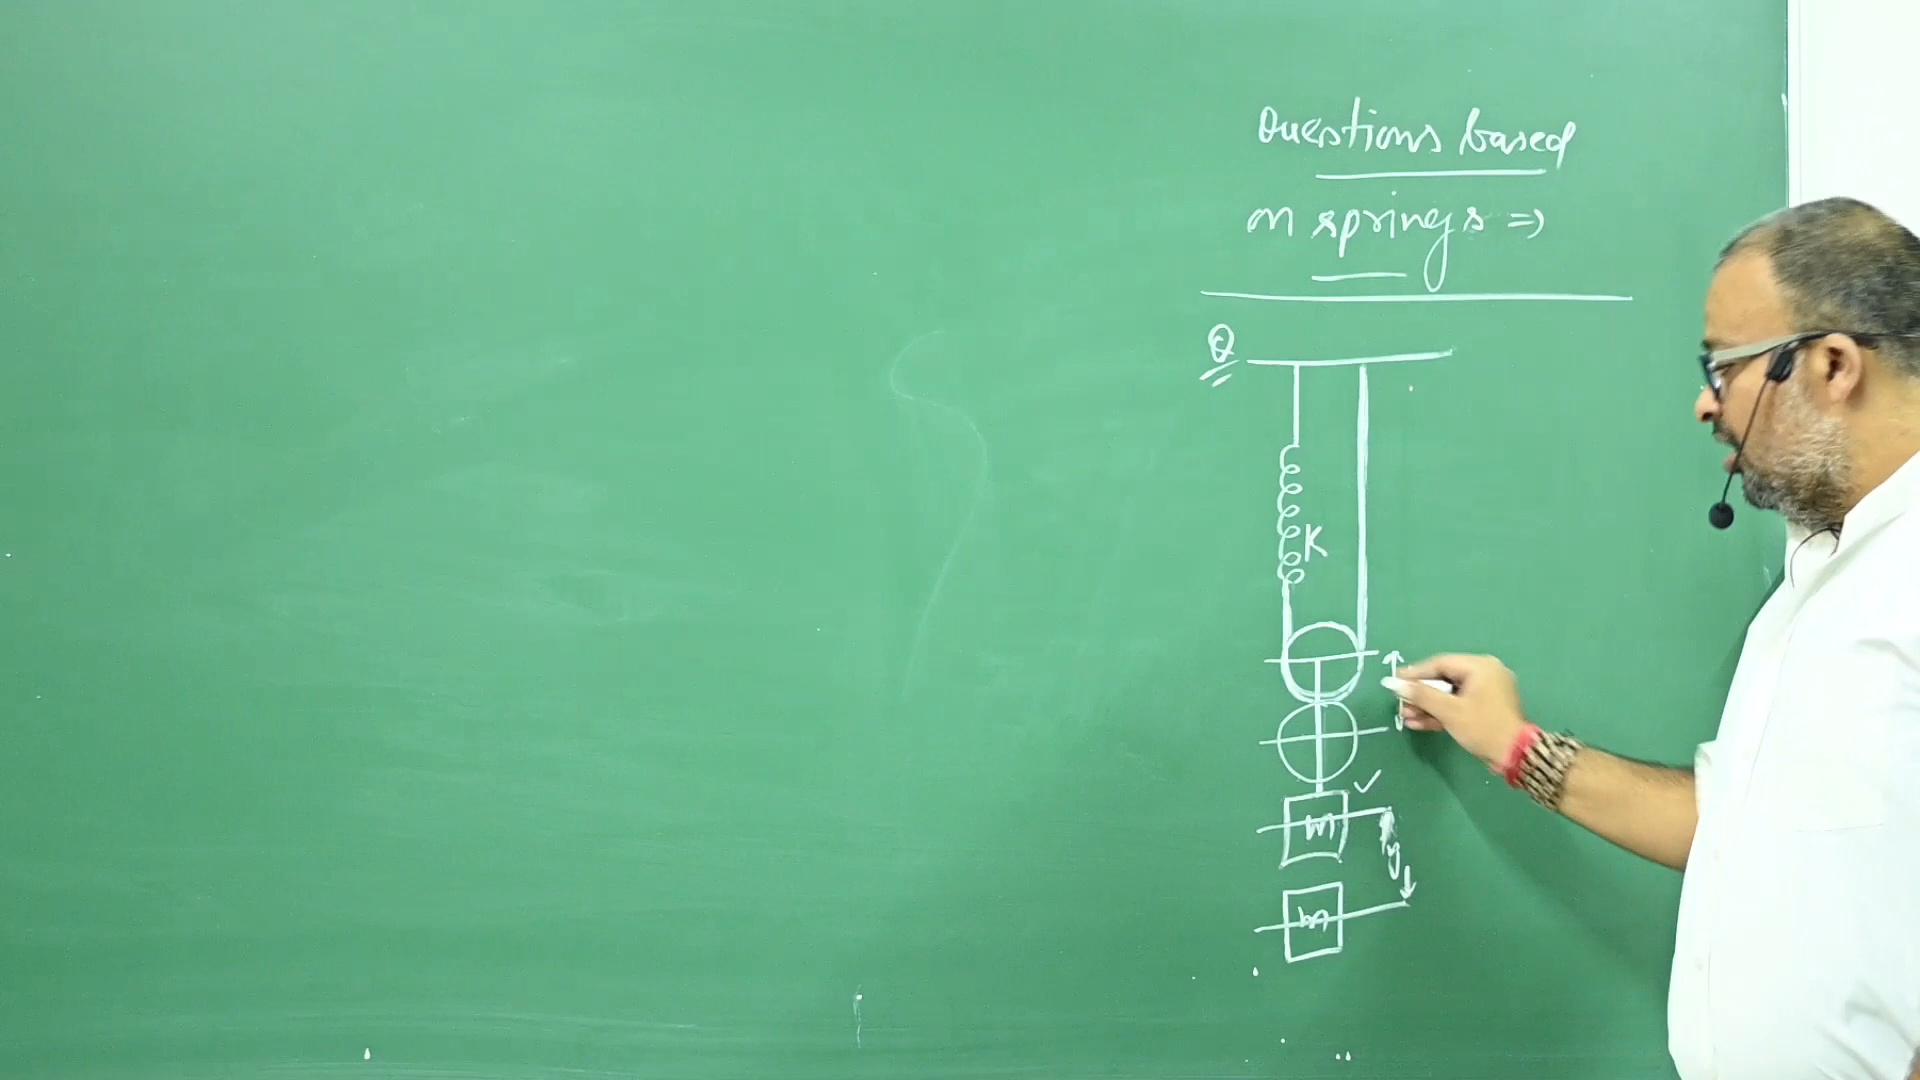 Questions based
on springs ⇒
Q
K
m
y
m